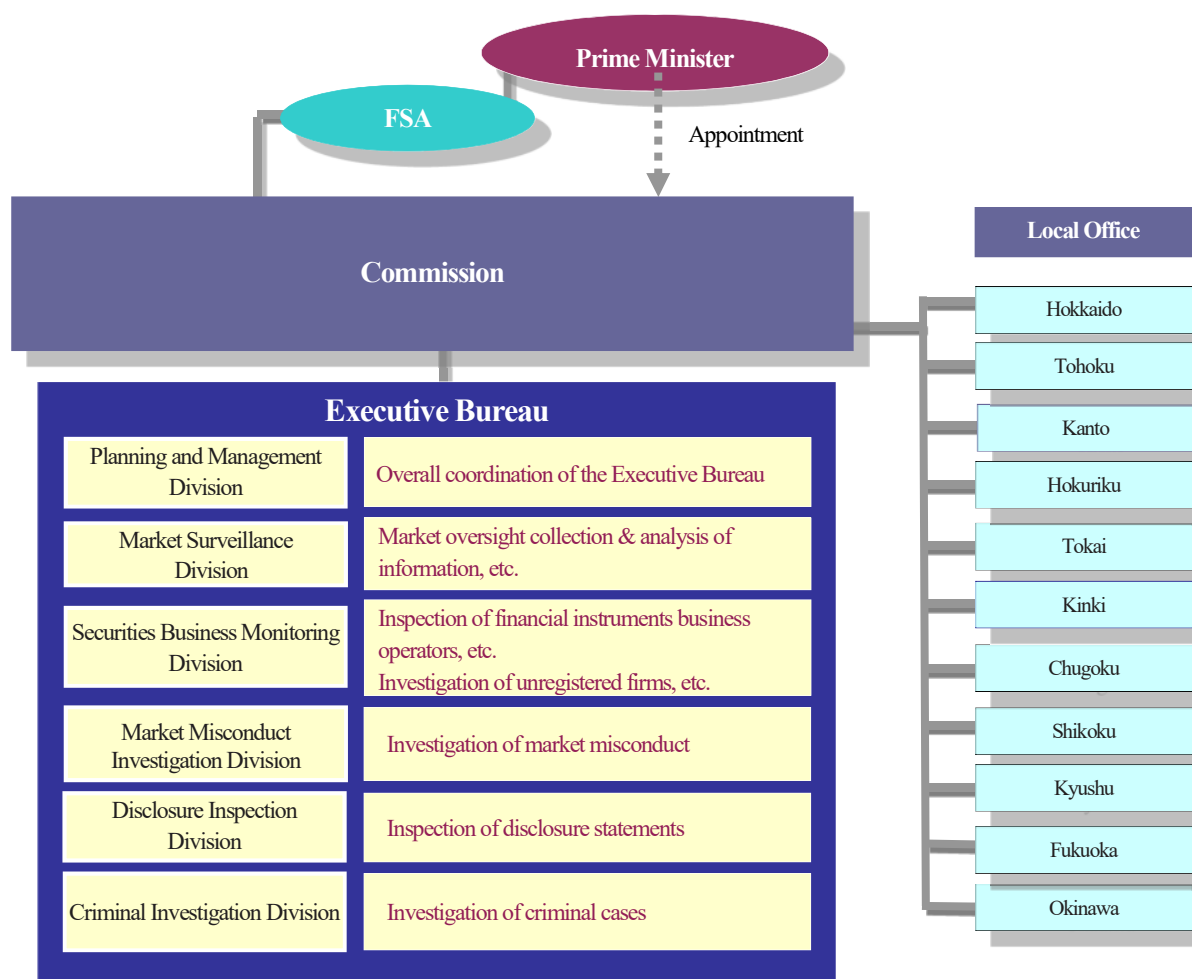 Prime Minister
FSA
Appointment
Commission
Executive Bureau
Planning and Management
Division
Overall coordination of the Executive Bureau
Market Surveillance
Division
Market oversight collection & analysis of
information, etc.
Securities Business Monitoring
Division
Inspection of financial instruments business
operators, etc.
Investigation of unregistered firms, etc.
Market Misconduct
Investigation Division
Investigation of market misconduct
Disclosure Inspection
Division
Inspection of disclosure statements
Criminal Investigation Division
Investigation of criminal cases
Local Office
Hokkaido
Tohoku
Kanto
Hokuriku
Tokai
Kinki
Chugoku
Shikoku
Kyushu
Fukuoka
Okinawa